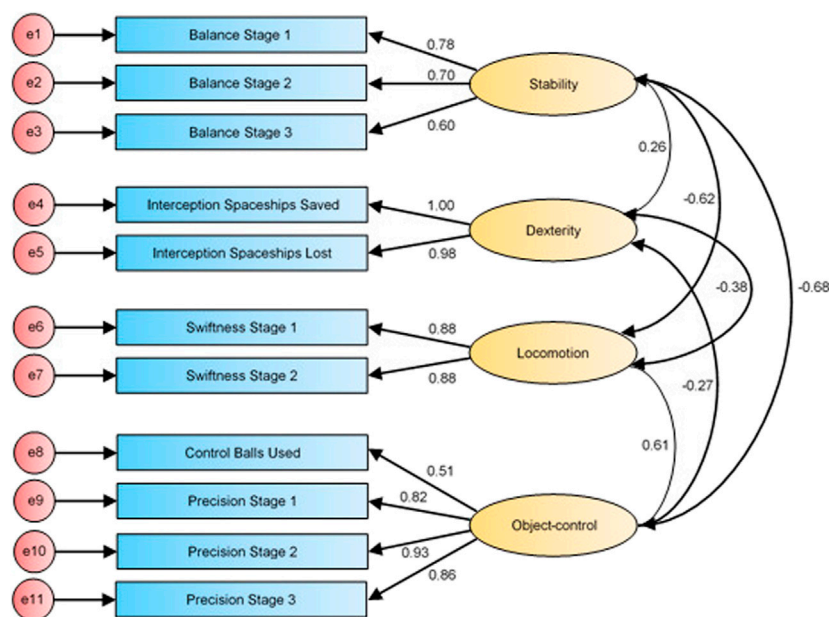 e1
Balance Stage 1
0.78
e2
Balance Stage 2
0.70
Stability
e3
Balance Stage 3
0.60
0.26
-0.62
e4
Interception Spaceships Saved
1.00
Dexterity
e5
Interception Spaceships Lost
0.98
-0.38
-0.68
e6
Swiftness Stage 1
0.88
Locomotion
e7
Swiftness Stage 2
0.88
-0.27
0.61
e8
Control Balls Used
0.51
e9
Precision Stage 1
0.82
Object-control
e10
Precision Stage 2
0.93
e11
Precision Stage 3
0.86